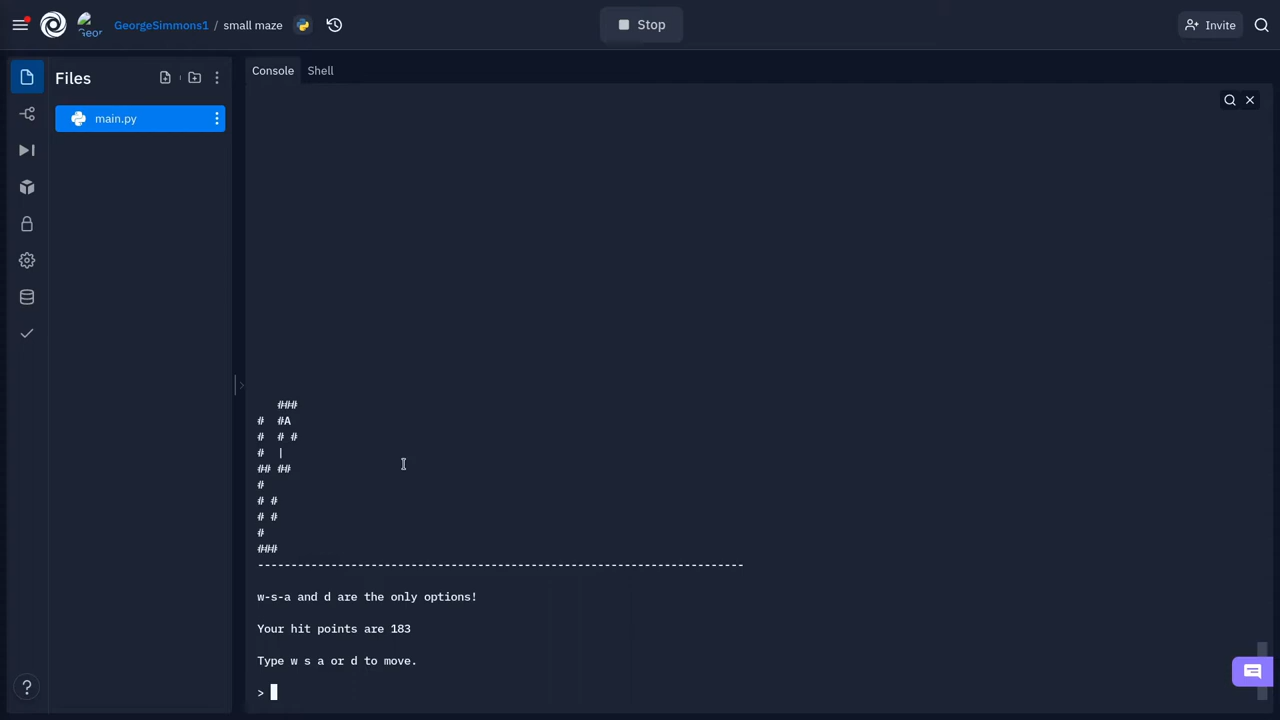 GeorgeSimmons1 / small maze
Stop
Invite
Files
main.py
Console
Shell
   ###
#  #A
#  # #
#  |
## ##
#
# #
# #
#
###
-------------------------------------------------------------------------
w-s-a and d are the only options!
Your hit points are 183
Type w s a or d to move.
>
?